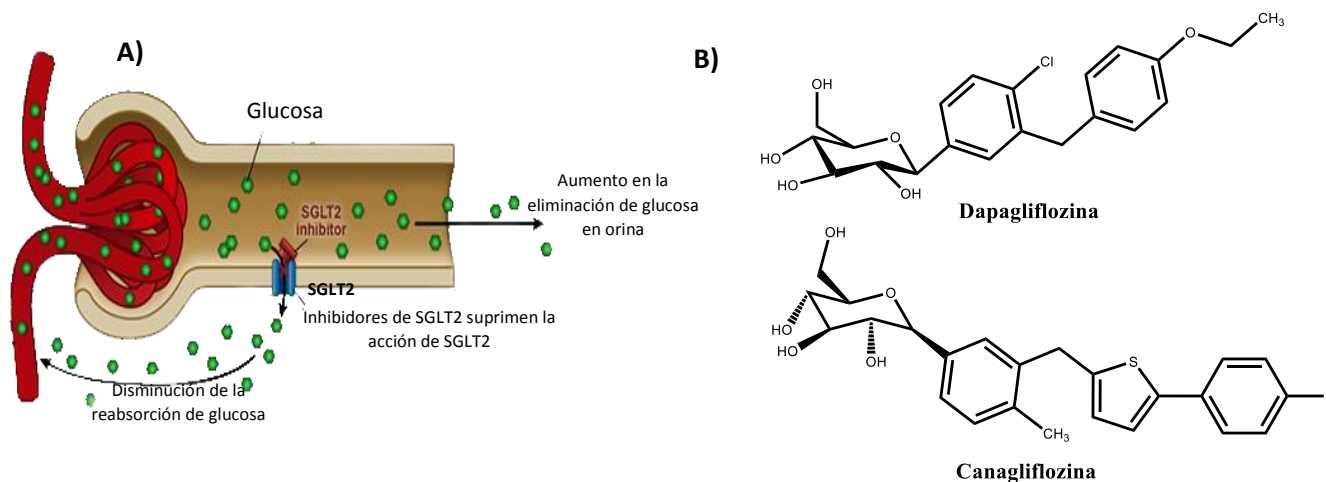 A)
Glucosa
SGLT2
inhibitor
Aumento en la
eliminación de glucosa
en orina
SGLT2
Inhibidores de SGLT2 suprimen la
acción de SGLT2
Disminución de la
reabsorción de glucosa
B)
CH3
O
Cl
OH
O
HO
HO
OH
Dapagliflozina
OH
O
HO
HO
OH
S
CH3
Canagliflozina